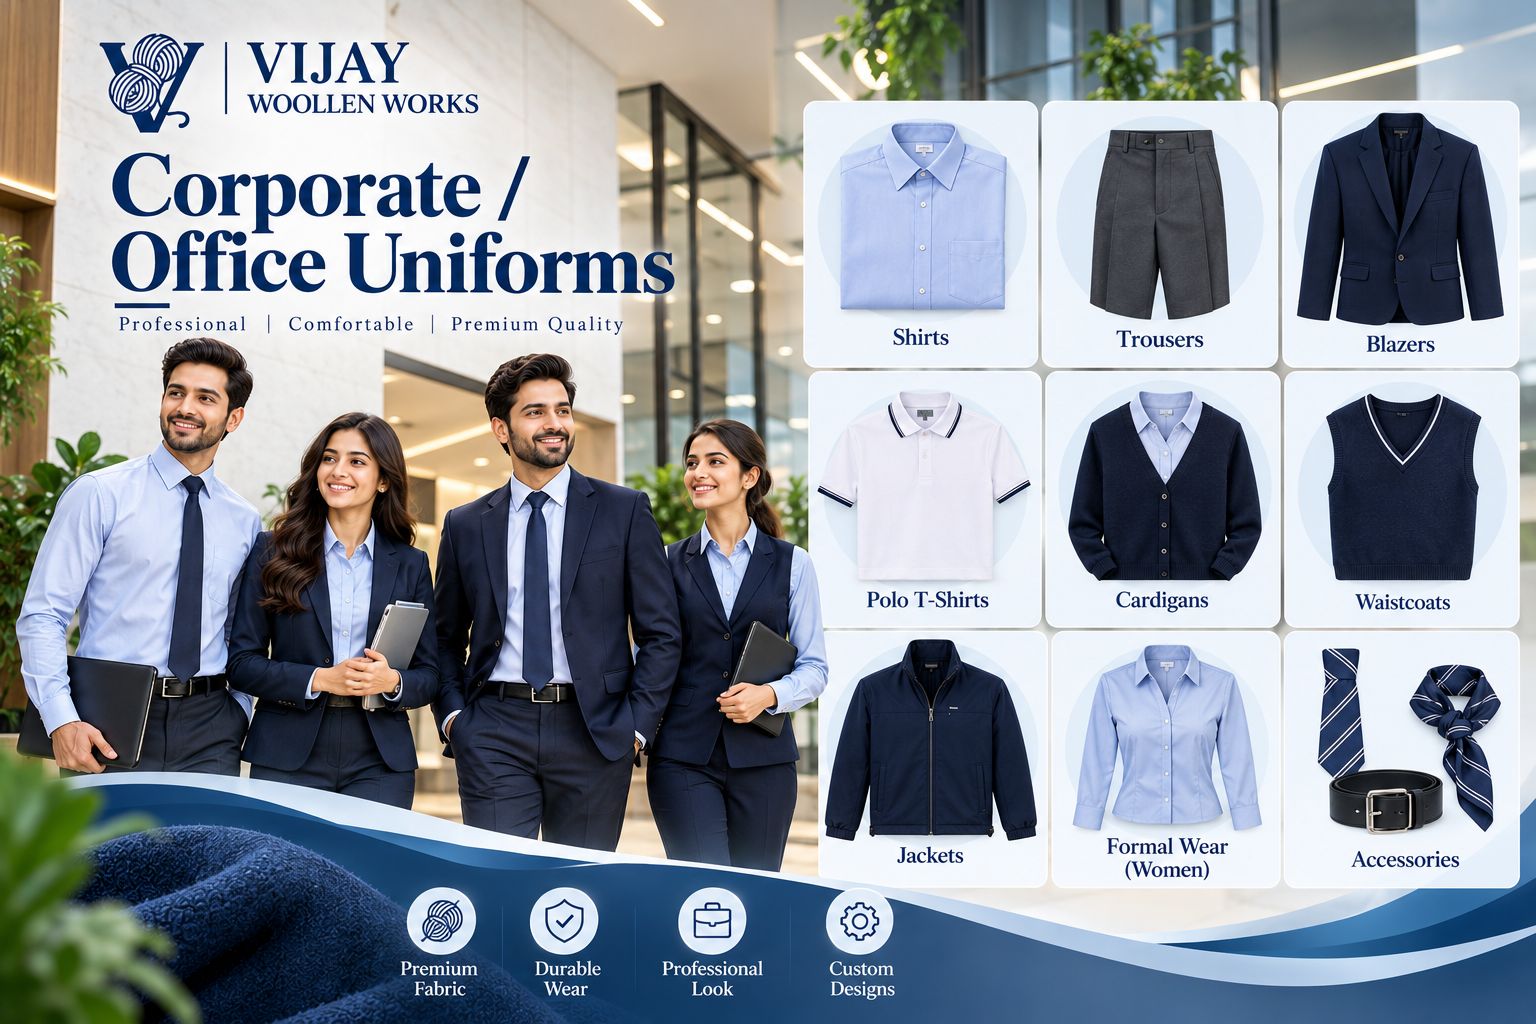 VIJAY
WOOLLEN WORKS
Corporate /
Office Uniforms
Professional | Comfortable | Premium Quality
Shirts
Trousers
Blazers
Polo T-Shirts
Cardigans
Waistcoats
Jackets
Formal Wear
(Women)
Accessories
Premium
Fabric
Durable
Wear
Professional
Look
Custom
Designs